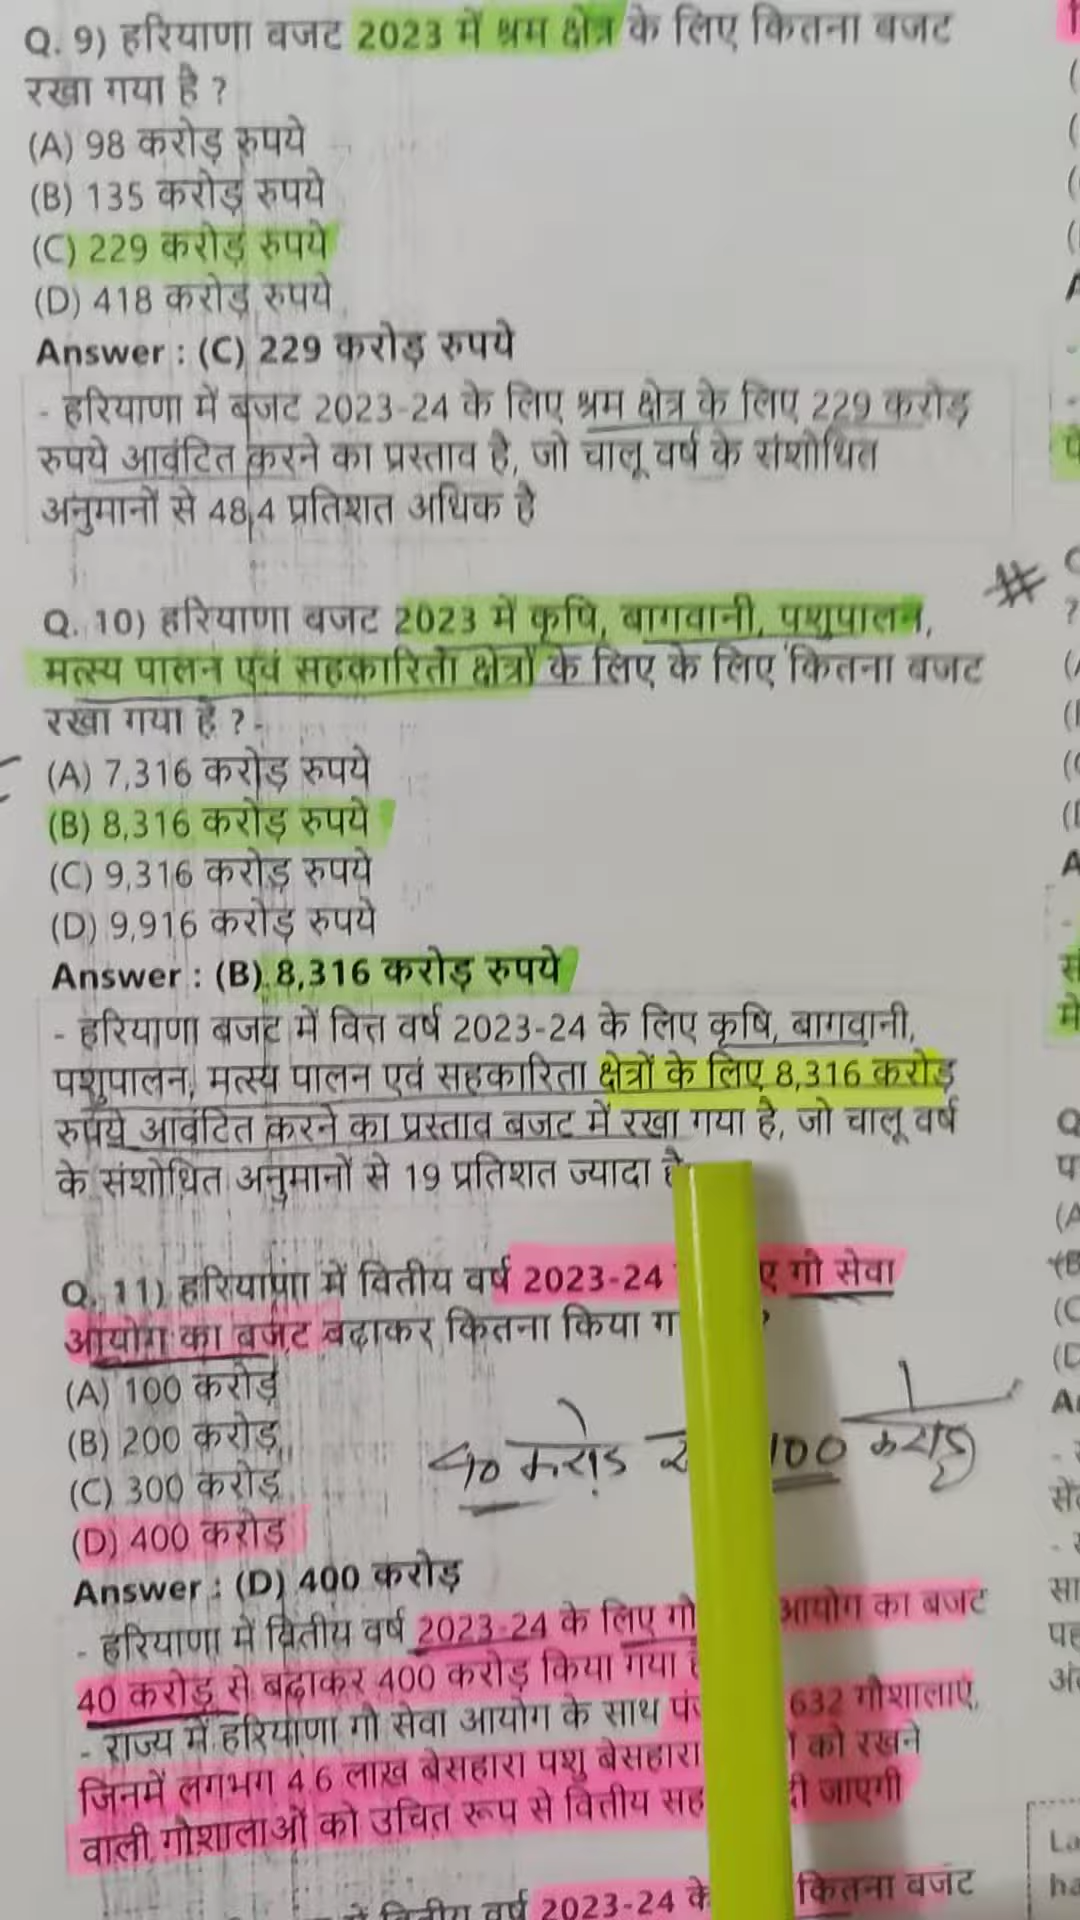 Q. 9) हरियाणा बजट 2023 में श्रम क्षेत्र के लिए कितना बजट
रखा गया है ?
(A) 98 करोड़ रुपये
(B) 135 करोड़ रुपये
(C) 229 करोड़ रुपये
(D) 418 करोड़ रुपये
Answer : (C) 229 करोड़ रुपये
- हरियाणा में बजट 2023-24 के लिए श्रम क्षेत्र के लिए 229 करोड़
रुपये आवंटित करने का प्रस्ताव है, जो चालू वर्ष के संशोधित
अनुमानों से 48.4 प्रतिशत अधिक है
#
Q. 10) हरियाणा बजट 2023 में कृषि, बागवानी, पशुपालन,
मत्स्य पालन एवं सहकारिता क्षेत्रों के लिए के लिए कितना बजट
रखा गया है ? -
(A) 7,316 करोड़ रुपये
(B) 8,316 करोड़ रुपये
(C) 9,316 करोड़ रुपये
(D) 9,916 करोड़ रुपये
Answer : (B) 8,316 करोड़ रुपये
- हरियाणा बजट में वित्त वर्ष 2023-24 के लिए कृषि, बागवानी,
पशुपालन, मत्स्य पालन एवं सहकारिता क्षेत्रों के लिए 8,316 करोड़
रुपये आवंटित करने का प्रस्ताव बजट में रखा गया है, जो चालू वर्ष
के संशोधित अनुमानों से 19 प्रतिशत ज्यादा है
Q. 11) हरियाणा में वितीय वर्ष 2023-24 गौ सेवा
आयोग का बजट बढ़ाकर कितना किया
(A) 100 करोड़
(B) 200 करोड़
(C) 300 करोड़
(D) 400 करोड़
40 करोड़ 100 करोड़
Answer : (D) 400 करोड़
- हरियाणा में वितीय वर्ष 2023-24 के लिए गौ आयोग का बजट
40 करोड़ से बढ़ाकर 400 करोड़ किया गया
- राज्य में हरियाणा गौ सेवा आयोग के साथ 632 गौशालाएं,
जिनमें लगभग 4.6 लाख बेसहारा पशु बेसहारा को रखने
वाली गौशालाओं को उचित रूप से वितीय जाएगी
वितीय वर्ष 2023-24 के कितना बजट